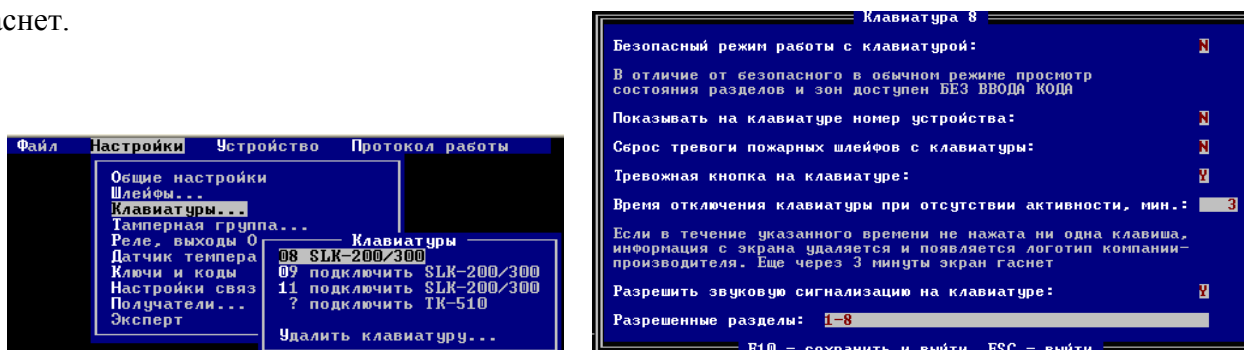 снет.
Файл Настройки Устройство Протокол работы
Общие настройки
Шлейфы...
Клавиатуры...
Тамперная группа...
Реле, выходы О
Датчик темпера
Ключи и коды
Настройки связ
Получатели...
Эксперт
Клавиатуры
08 SLK-200/300
09 подключить SLK-200/300
11 подключить SLK-200/300
? подключить ТК-510
Удалить клавиатуру...
Клавиатура 8
Безопасный режим работы с клавиатурой: N
В отличие от безопасного в обычном режиме просмотр
состояния разделов и зон доступен БЕЗ ВВОДА КОДА
Показывать на клавиатуре номер устройства: N
Сброс тревоги пожарных шлейфов с клавиатуры: N
Тревожная кнопка на клавиатуре: Y
Время отключения клавиатуры при отсутствии активности, мин.: 3
Если в течение указанного времени не нажата ни одна клавиша,
информация с экрана удаляется и появляется логотип компании-
производителя. Еще через 3 минуты экран гаснет
Разрешить звуковую сигнализацию на клавиатуре: Y
Разрешенные разделы: 1-8
F10 - сохранить и выйти, ESC - выйти